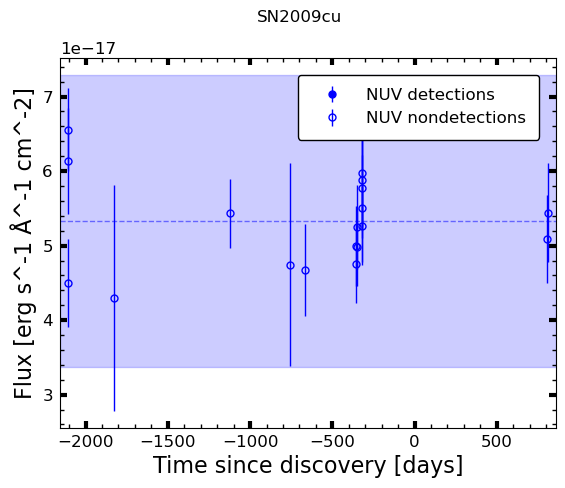 SN2009cu
1e−17
NUV detections
NUV nondetections
7
6
5
4
3
Flux [erg s^-1 Å^-1 cm^-2]
−2000 −1500 −1000 −500 0 500
Time since discovery [days]